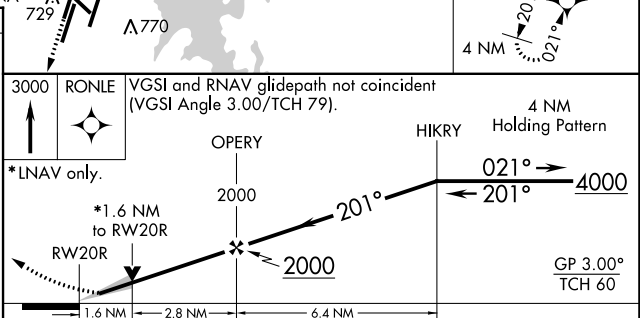 729
770
20
4 NM
021°
3000
RONLE
VGSI and RNAV glidepath not coincident
(VGSI Angle 3.00/TCH 79).
*LNAV only.
OPERY
HIKRY
4 NM
Holding Pattern
021°
201°
4000
2000
201°
*1.6 NM
to RW20R
RW20R
2000
GP 3.00°
TCH 60
1.6 NM
2.8 NM
6.4 NM